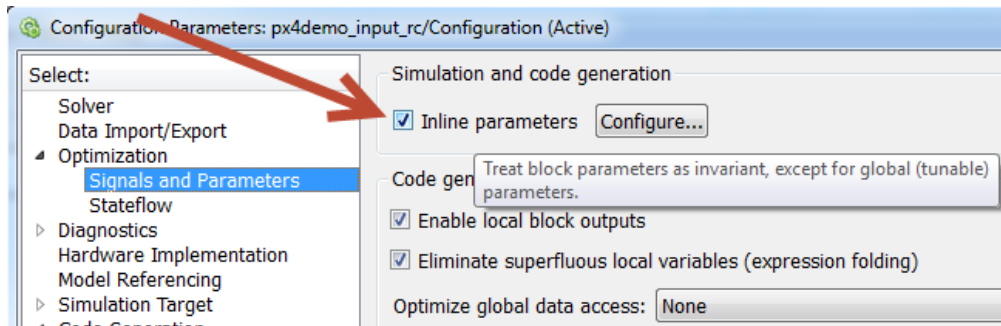 Configuration Parameters: px4demo_input_rc/Configuration (Active)
Select:
Solver
Data Import/Export
Optimization
Signals and Parameters
Stateflow
Diagnostics
Hardware Implementation
Model Referencing
Simulation Target
Code Generation
Simulation and code generation
Inline parameters Configure...
Treat block parameters as invariant, except for global (tunable)
parameters.
Code gen
Enable local block outputs
Eliminate superfluous local variables (expression folding)
Optimize global data access: None